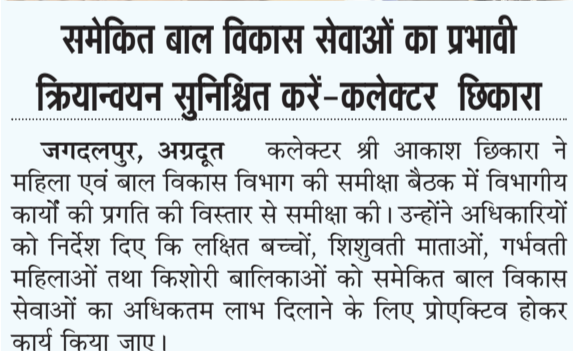 समेकित बाल विकास सेवाओं का प्रभावी
क्रियान्वयन सुनिश्चित करें-कलेक्टर छिकारा
जगदलपुर, अग्रदूत कलेक्टर श्री आकाश छिकारा ने
महिला एवं बाल विकास विभाग की समीक्षा बैठक में विभागीय
कार्यों की प्रगति की विस्तार से समीक्षा की। उन्होंने अधिकारियों
को निर्देश दिए कि लक्षित बच्चों, शिशुवती माताओं, गर्भवती
महिलाओं तथा किशोरी बालिकाओं को समेकित बाल विकास
सेवाओं का अधिकतम लाभ दिलाने के लिए प्रोएक्टिव होकर
कार्य किया जाए।